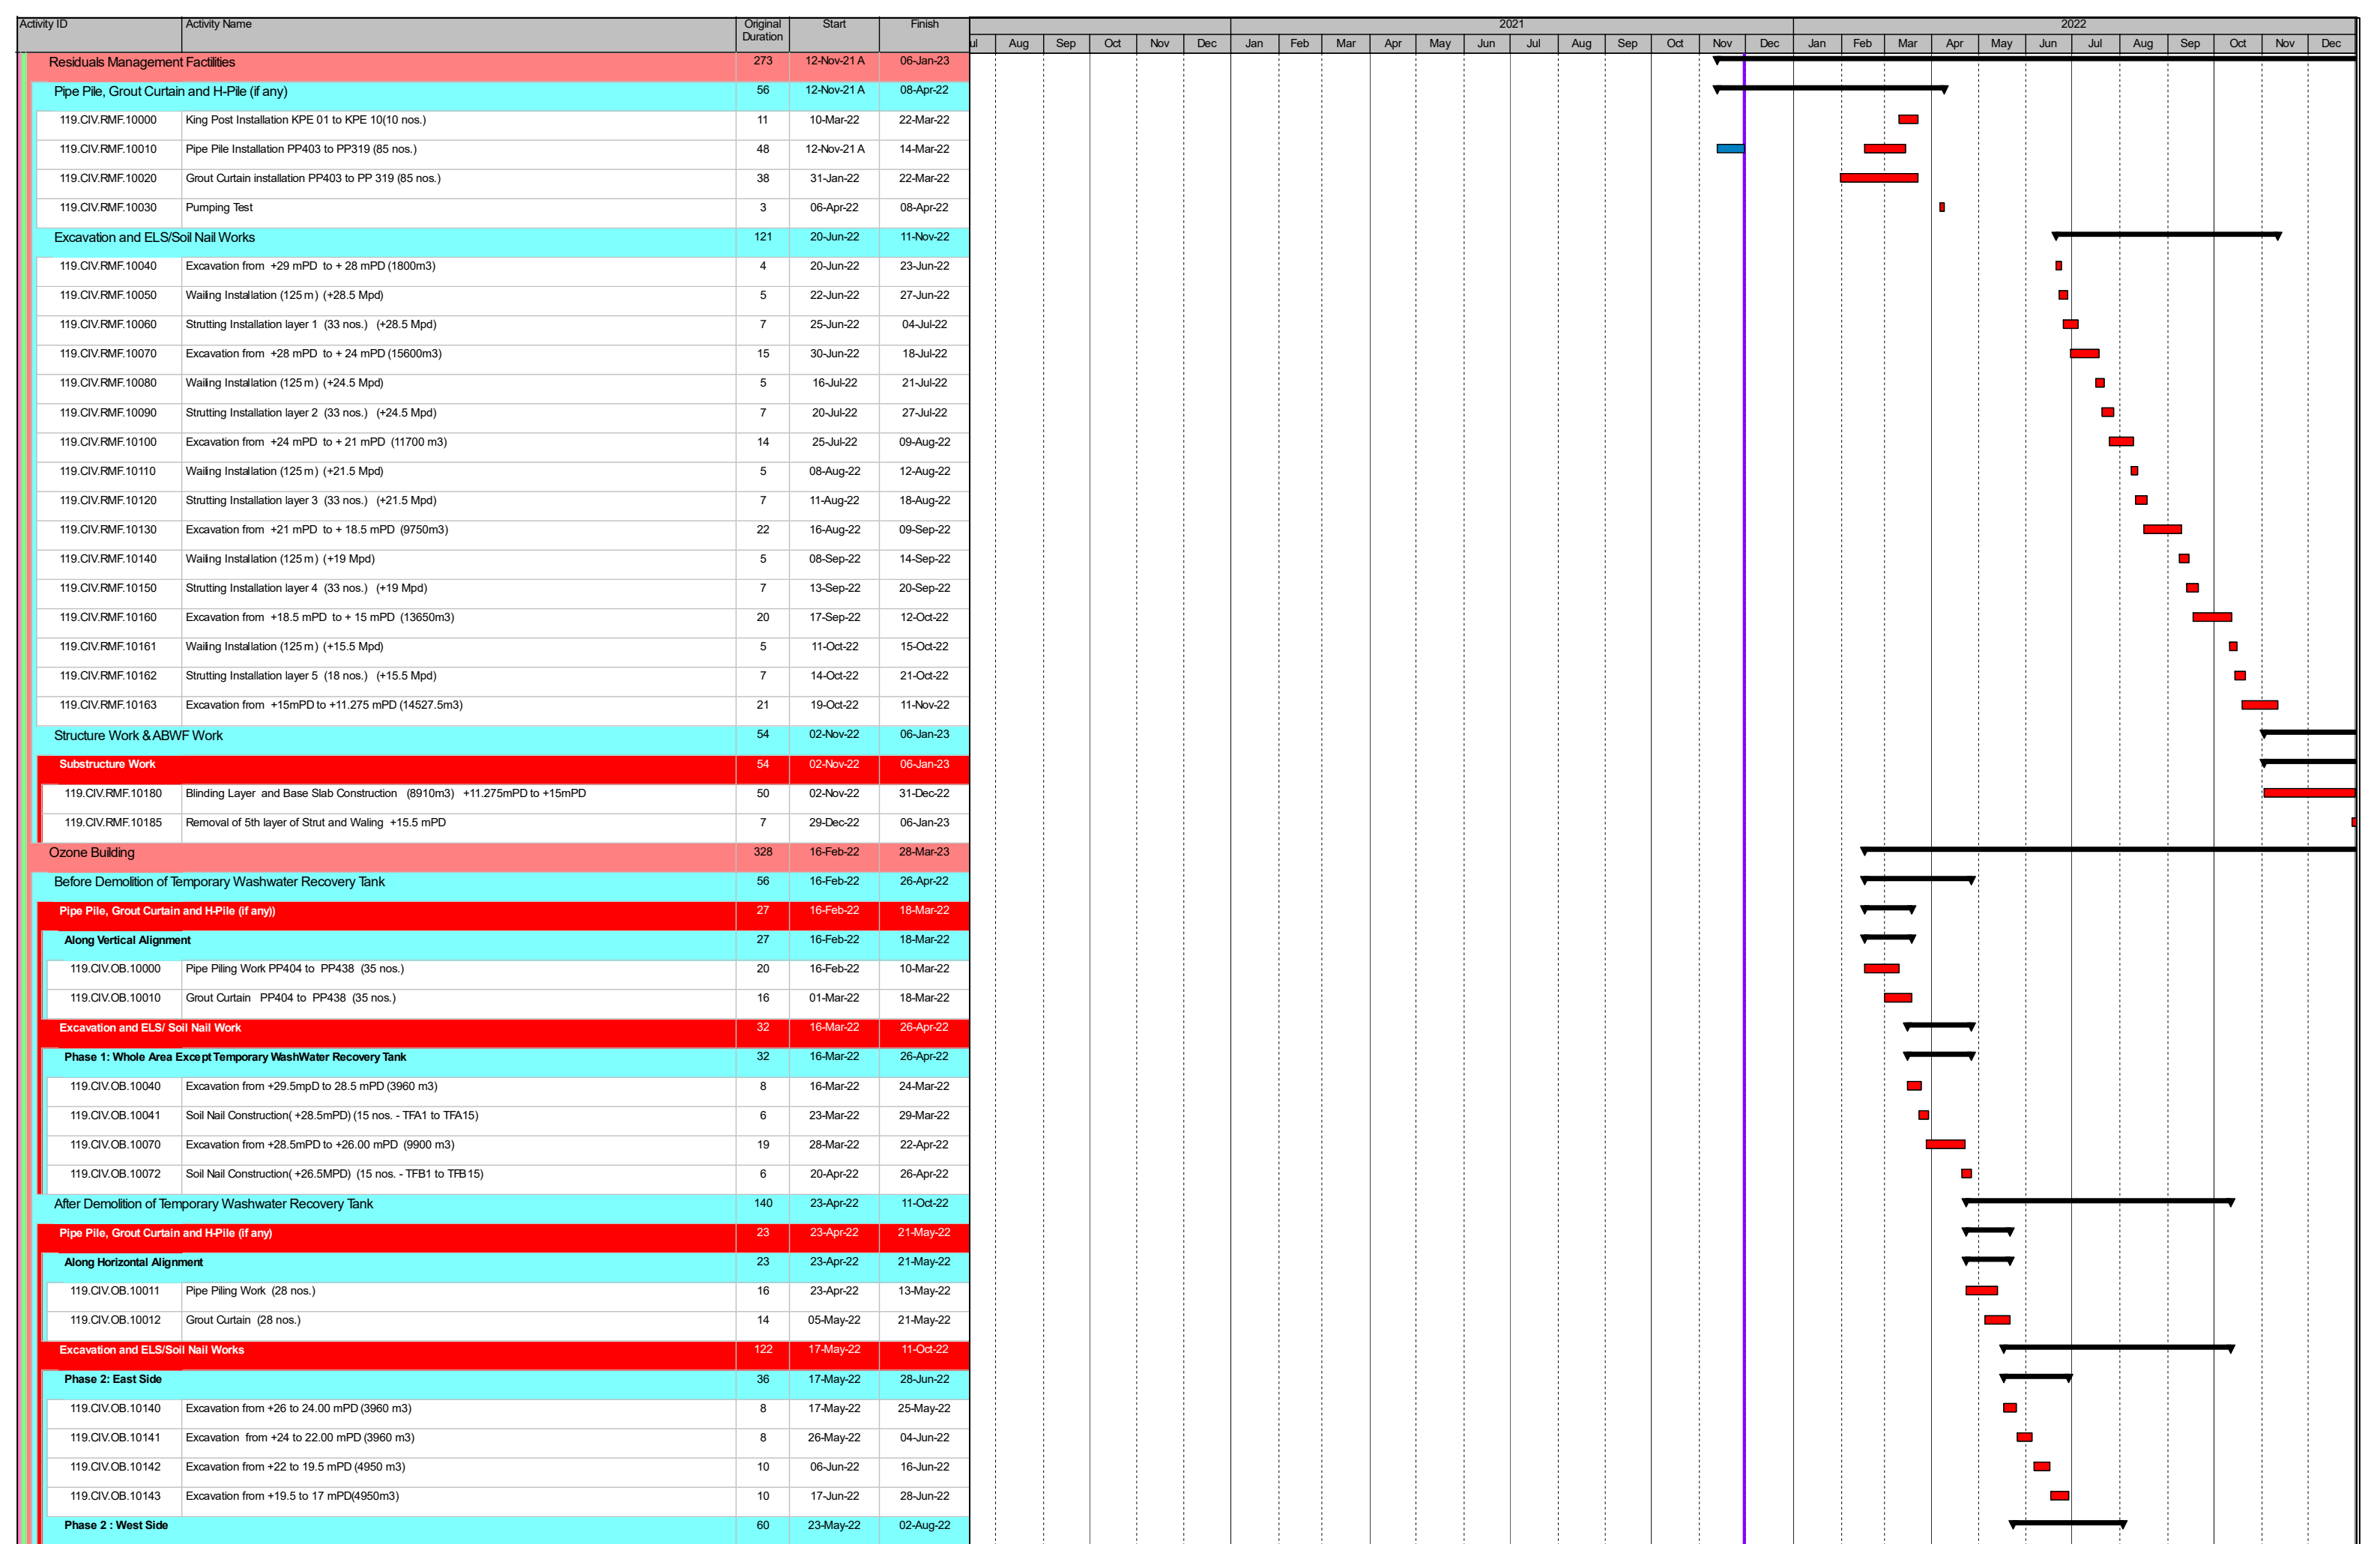 Activity ID Activity Name Original Duration Start Finish 2021 2022
ul Aug Sep Oct Nov Dec Jan Feb Mar Apr May Jun Jul Aug Sep Oct Nov Dec Jan Feb Mar Apr May Jun Jul Aug Sep Oct Nov Dec
Residuals Management Factilities 273 12-Nov-21 A 06-Jan-23
Pipe Pile, Grout Curtain and H-Pile (if any) 56 12-Nov-21 A 08-Apr-22
119.CIV.RMF.10000 King Post Installation KPE 01 to KPE 10(10 nos.) 11 10-Mar-22 22-Mar-22
119.CIV.RMF.10010 Pipe Pile Installation PP403 to PP319 (85 nos.) 48 12-Nov-21 A 14-Mar-22
119.CIV.RMF.10020 Grout Curtain installation PP403 to PP 319 (85 nos.) 38 31-Jan-22 22-Mar-22
119.CIV.RMF.10030 Pumping Test 3 06-Apr-22 08-Apr-22
Excavation and ELS/Soil Nail Works 121 20-Jun-22 11-Nov-22
119.CIV.RMF.10040 Excavation from +29 mPD to + 28 mPD (1800m3) 4 20-Jun-22 23-Jun-22
119.CIV.RMF.10050 Wailing Installation (125 m) (+28.5 Mpd) 5 22-Jun-22 27-Jun-22
119.CIV.RMF.10060 Strutting Installation layer 1 (33 nos.) (+28.5 Mpd) 7 25-Jun-22 04-Jul-22
119.CIV.RMF.10070 Excavation from +28 mPD to + 24 mPD (15600m3) 15 30-Jun-22 18-Jul-22
119.CIV.RMF.10080 Wailing Installation (125 m) (+24.5 Mpd) 5 16-Jul-22 21-Jul-22
119.CIV.RMF.10090 Strutting Installation layer 2 (33 nos.) (+24.5 Mpd) 7 20-Jul-22 27-Jul-22
119.CIV.RMF.10100 Excavation from +24 mPD to + 21 mPD (11700 m3) 14 25-Jul-22 09-Aug-22
119.CIV.RMF.10110 Wailing Installation (125 m) (+21.5 Mpd) 5 08-Aug-22 12-Aug-22
119.CIV.RMF.10120 Strutting Installation layer 3 (33 nos.) (+21.5 Mpd) 7 11-Aug-22 18-Aug-22
119.CIV.RMF.10130 Excavation from +21 mPD to + 18.5 mPD (9750m3) 22 16-Aug-22 09-Sep-22
119.CIV.RMF.10140 Wailing Installation (125 m) (+19 Mpd) 5 08-Sep-22 14-Sep-22
119.CIV.RMF.10150 Strutting Installation layer 4 (33 nos.) (+19 Mpd) 7 13-Sep-22 20-Sep-22
119.CIV.RMF.10160 Excavation from +18.5 mPD to + 15 mPD (13650m3) 20 17-Sep-22 12-Oct-22
119.CIV.RMF.10161 Wailing Installation (125 m) (+15.5 Mpd) 5 11-Oct-22 15-Oct-22
119.CIV.RMF.10162 Strutting Installation layer 5 (18 nos.) (+15.5 Mpd) 7 14-Oct-22 21-Oct-22
119.CIV.RMF.10163 Excavation from +15mPD to +11.275 mPD (14527.5m3) 21 19-Oct-22 11-Nov-22
Structure Work & ABWF Work 54 02-Nov-22 06-Jan-23
Substructure Work 54 02-Nov-22 06-Jan-23
119.CIV.RMF.10180 Blinding Layer and Base Slab Construction (8910m3) +11.275mPD to +15mPD 50 02-Nov-22 31-Dec-22
119.CIV.RMF.10185 Removal of 5th layer of Strut and Waling +15.5 mPD 7 29-Dec-22 06-Jan-23
Ozone Building 328 16-Feb-22 28-Mar-23
Before Demolition of Temporary Washwater Recovery Tank 56 16-Feb-22 26-Apr-22
Pipe Pile, Grout Curtain and H-Pile (if any)) 27 16-Feb-22 18-Mar-22
Along Vertical Alignment 27 16-Feb-22 18-Mar-22
119.CIV.OB.10000 Pipe Piling Work PP404 to PP438 (35 nos.) 20 16-Feb-22 10-Mar-22
119.CIV.OB.10010 Grout Curtain PP404 to PP438 (35 nos.) 16 01-Mar-22 18-Mar-22
Excavation and ELS/ Soil Nail Work 32 16-Mar-22 26-Apr-22
Phase 1: Whole Area Except Temporary WashWater Recovery Tank 32 16-Mar-22 26-Apr-22
119.CIV.OB.10040 Excavation from +29.5mpD to 28.5 mPD (3960 m3) 8 16-Mar-22 24-Mar-22
119.CIV.OB.10041 Soil Nail Construction( +28.5mPD) (15 nos. - TFA1 to TFA15) 6 23-Mar-22 29-Mar-22
119.CIV.OB.10070 Excavation from +28.5mPD to +26.00 mPD (9900 m3) 19 28-Mar-22 22-Apr-22
119.CIV.OB.10072 Soil Nail Construction( +26.5MPD) (15 nos. - TFB1 to TFB15) 6 20-Apr-22 26-Apr-22
After Demolition of Temporary Washwater Recovery Tank 140 23-Apr-22 11-Oct-22
Pipe Pile, Grout Curtain and H-Pile (if any) 23 23-Apr-22 21-May-22
Along Horizontal Alignment 23 23-Apr-22 21-May-22
119.CIV.OB.10011 Pipe Piling Work (28 nos.) 16 23-Apr-22 13-May-22
119.CIV.OB.10012 Grout Curtain (28 nos.) 14 05-May-22 21-May-22
Excavation and ELS/Soil Nail Works 122 17-May-22 11-Oct-22
Phase 2: East Side 36 17-May-22 28-Jun-22
119.CIV.OB.10140 Excavation from +26 to 24.00 mPD (3960 m3) 8 17-May-22 25-May-22
119.CIV.OB.10141 Excavation from +24 to 22.00 mPD (3960 m3) 8 26-May-22 04-Jun-22
119.CIV.OB.10142 Excavation from +22 to 19.5 mPD (4950 m3) 10 06-Jun-22 16-Jun-22
119.CIV.OB.10143 Excavation from +19.5 to 17 mPD(4950m3) 10 17-Jun-22 28-Jun-22
Phase 2 : West Side 60 23-May-22 02-Aug-22